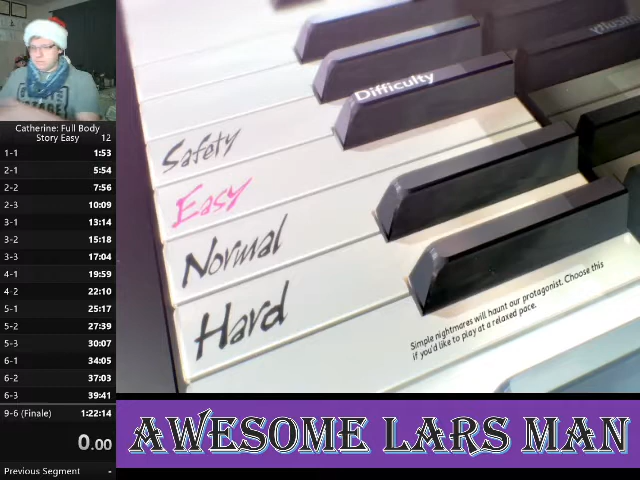 Catherine: Full Body
Story Easy 12
1-1 1:53
2-1 5:54
2-2 7:56
2-3 10:09
3-1 13:14
3-2 15:18
3-3 17:04
4-1 19:59
4-2 22:10
5-1 25:17
5-2 27:39
5-3 30:07
6-1 34:05
6-2 37:03
6-3 39:41
9-6 (Finale) 1:22:14
0.00
Previous Segment -
Difficulty
Safety
Easy
Normal
Hard
Simple nightmares will haunt our protagonist. Choose this
if you'd like to play at a relaxed pace.
AWESOME LARS MAN